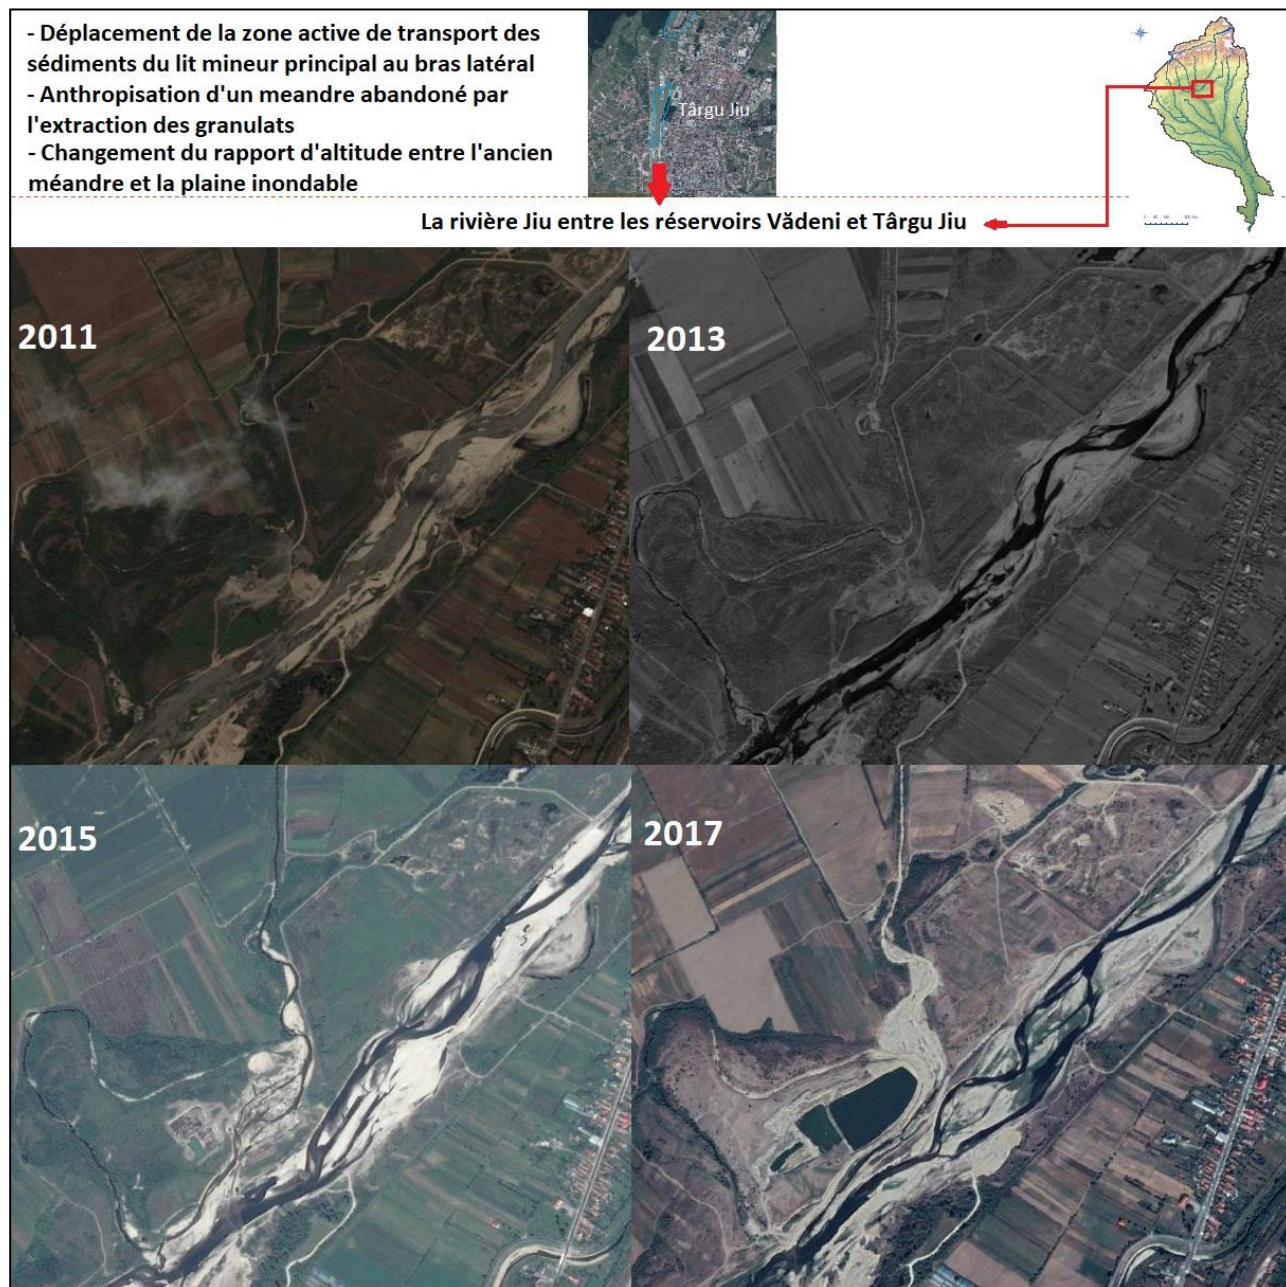 - Déplacement de la zone active de transport des
sédiments du lit mineur principal au bras latéral
- Anthropisation d'un meandre abandoné par
l'extraction des granulats
- Changement du rapport d'altitude entre l'ancien
méandre et la plaine inondable
Târgu Jiu
La rivière Jiu entre les réservoirs Vădeni et Târgu Jiu
2011
2013
2015
2017